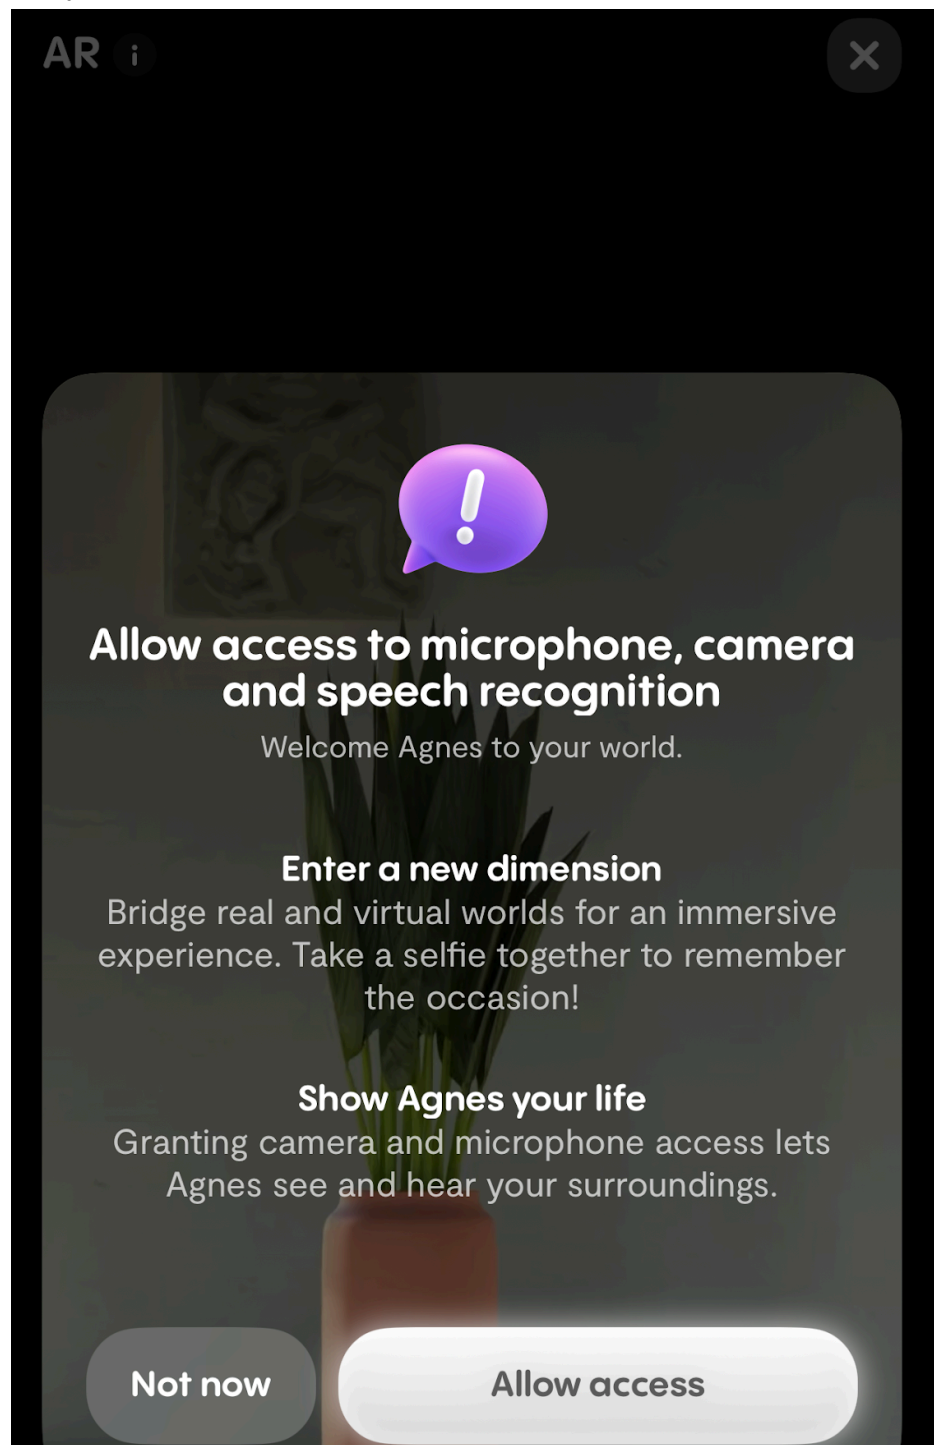 AR i
Allow access to microphone, camera
and speech recognition
Welcome Agnes to your world.
Enter a new dimension
Bridge real and virtual worlds for an immersive
experience. Take a selfie together to remember
the occasion!
Show Agnes your life
Granting camera and microphone access lets
Agnes see and hear your surroundings.
Not now
Allow access